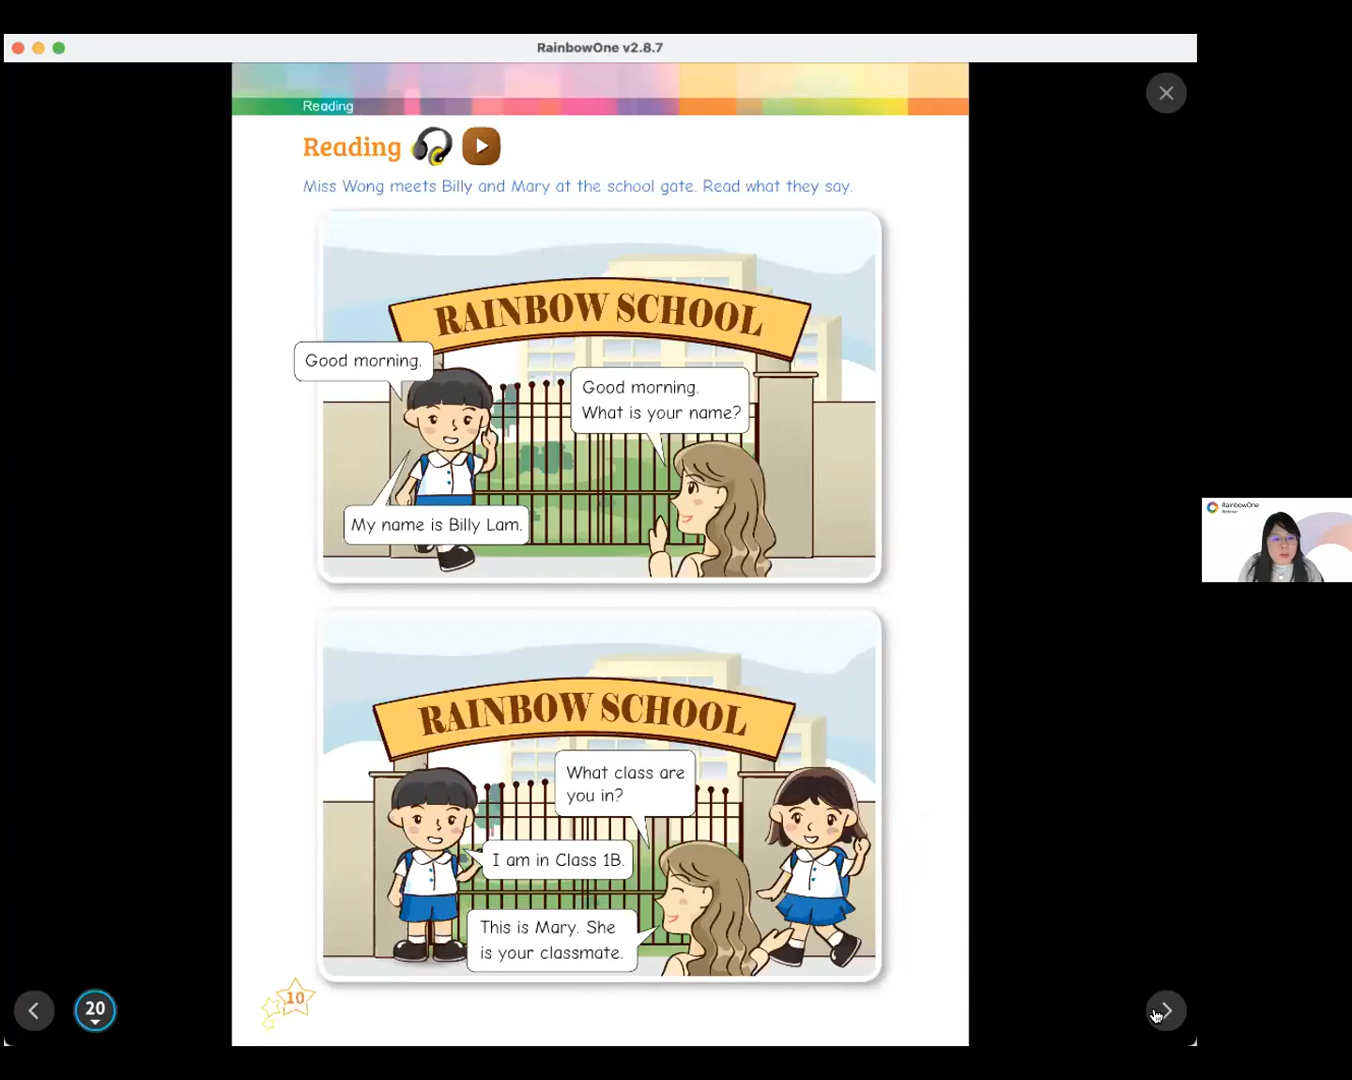 RainbowOne v2.8.7
Reading
Reading
Miss Wong meets Billy and Mary at the school gate. Read what they say.
RAINBOW SCHOOL
Good morning.
Good morning.
What is your name?
My name is Billy Lam.
RAINBOW SCHOOL
What class are
you in?
I am in Class 1B.
This is Mary. She
is your classmate.
10
20
RainbowOne
Webinar